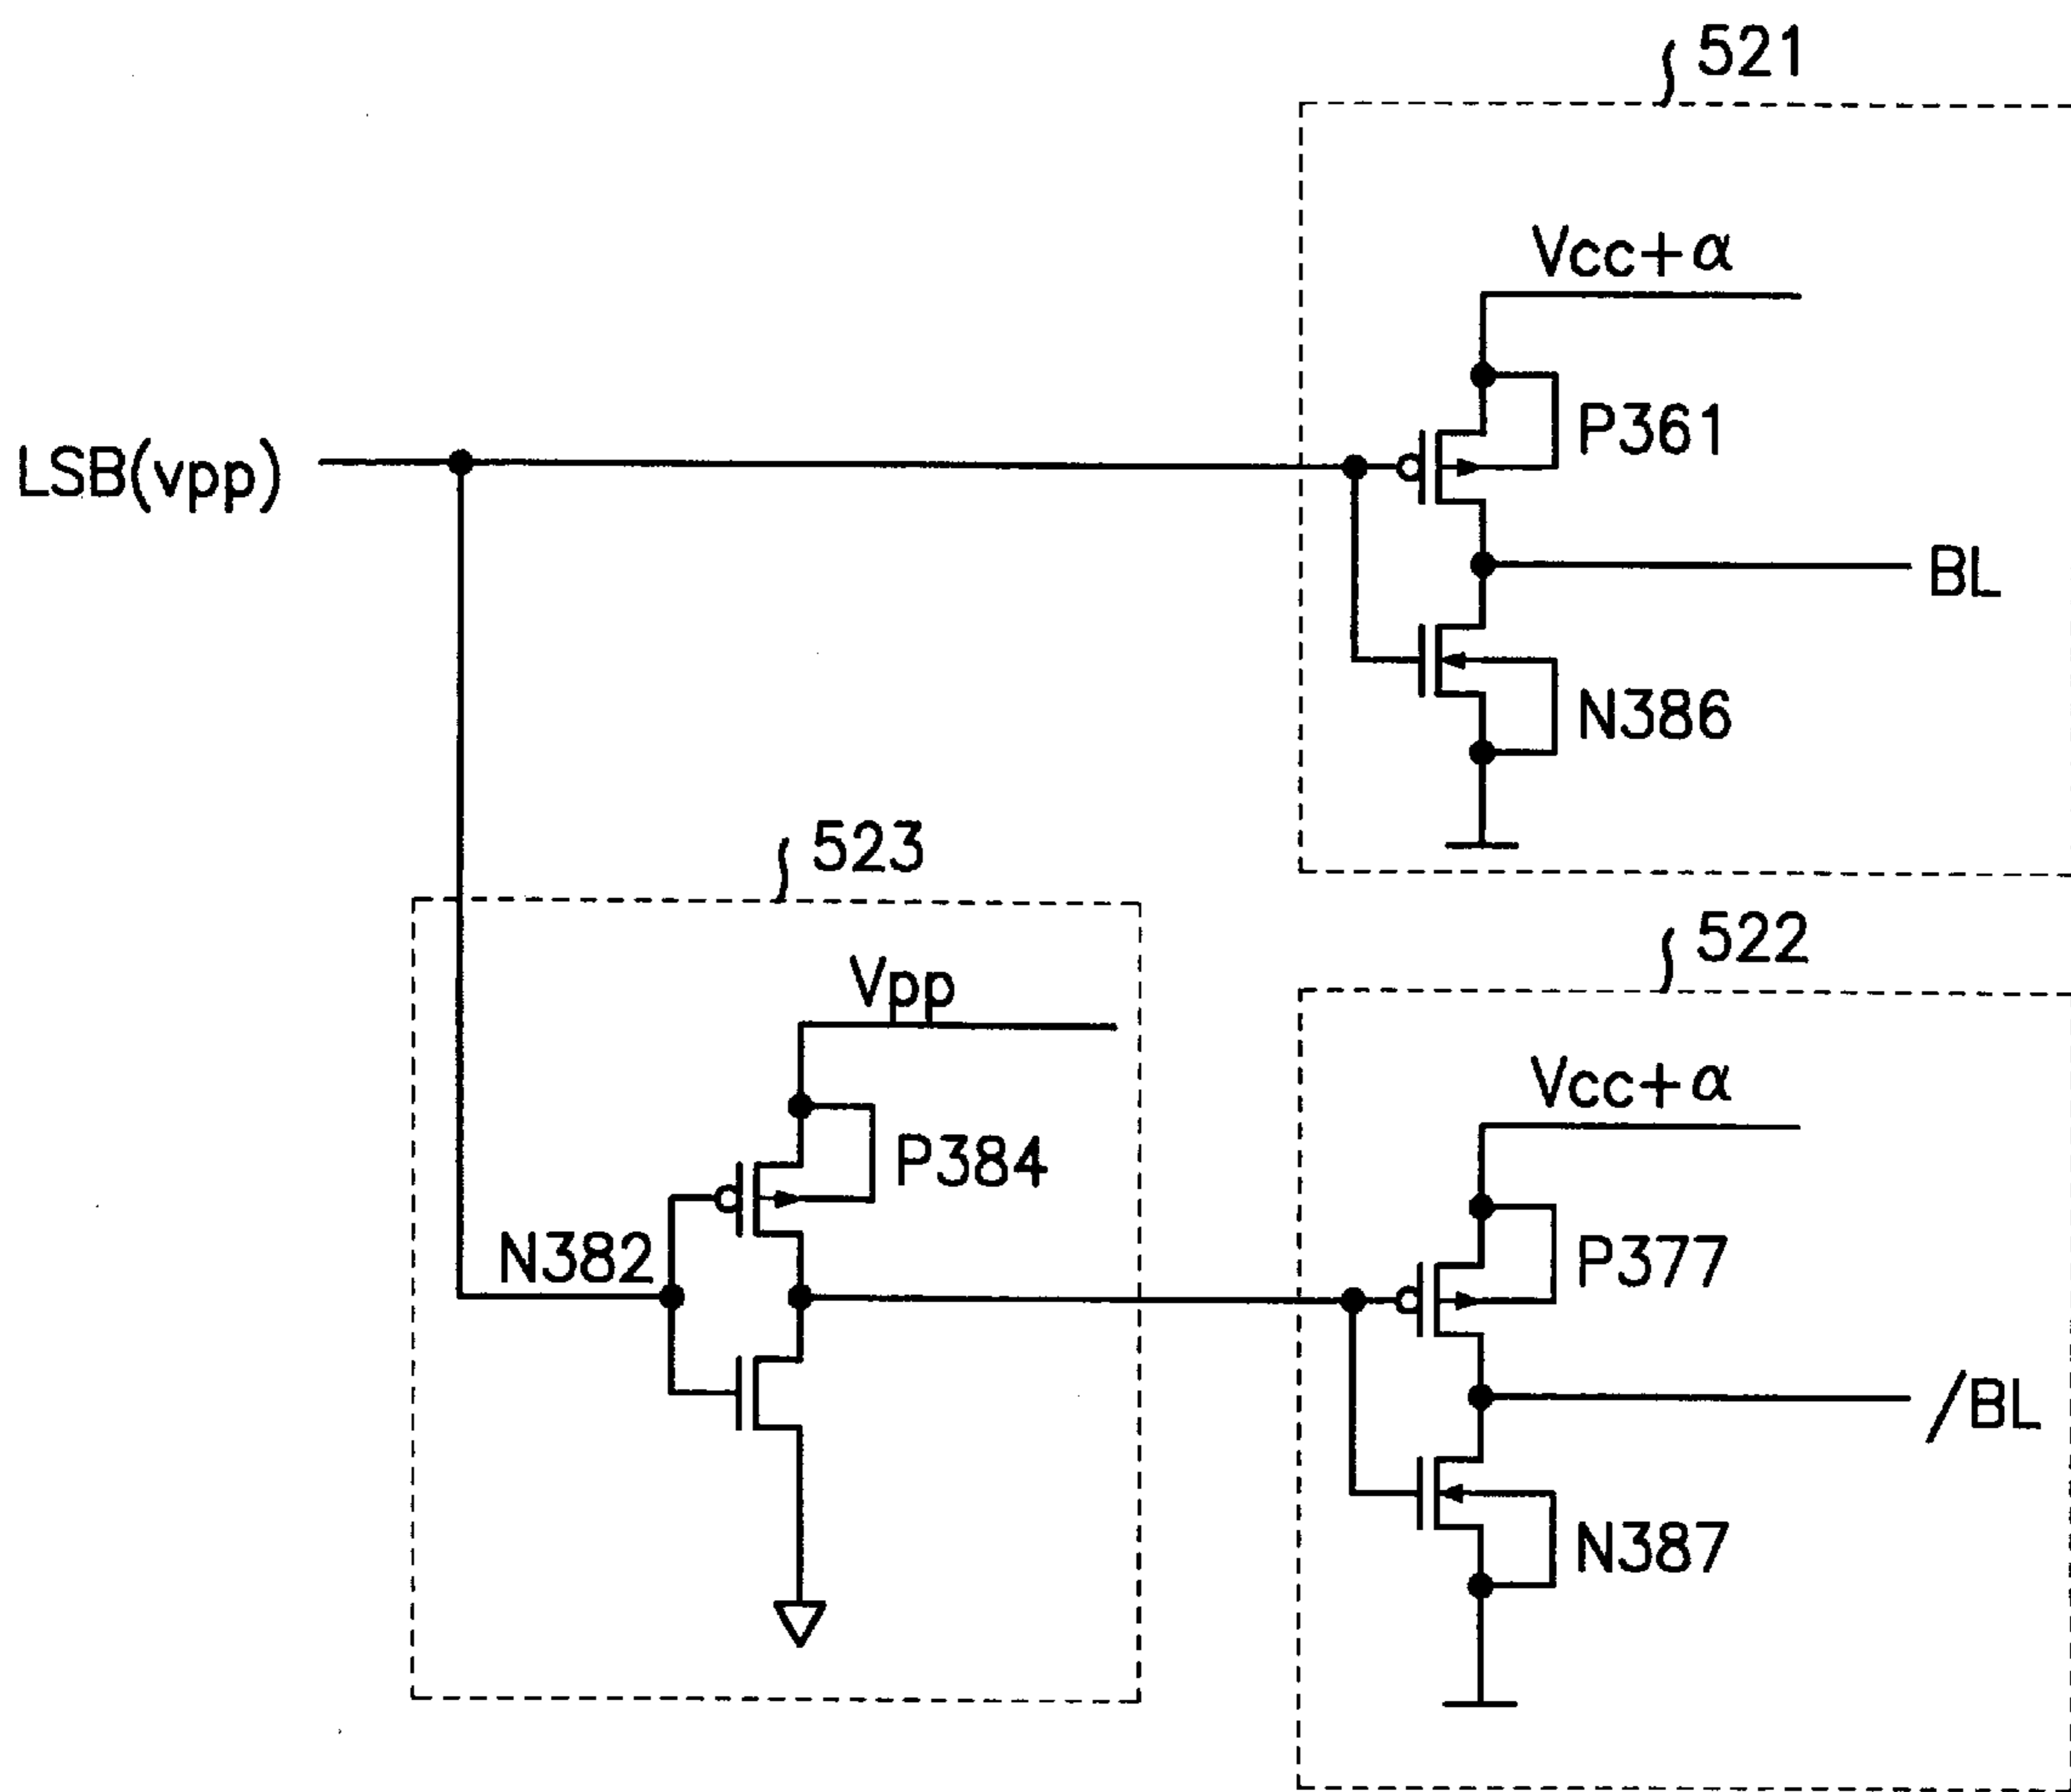 521
Vcc+α
P361
LSB(vpp)
BL
N386
523
522
Vpp
Vcc+α
P384
N382
P377
/BL
N387